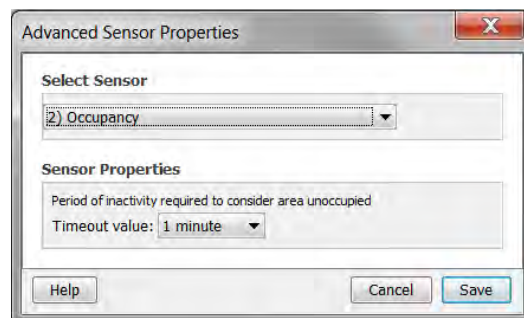 Advanced Sensor Properties
Select Sensor
2) Occupancy
Sensor Properties
Period of inactivity required to consider area unoccupied
Timeout value: 1 minute
Help Cancel Save